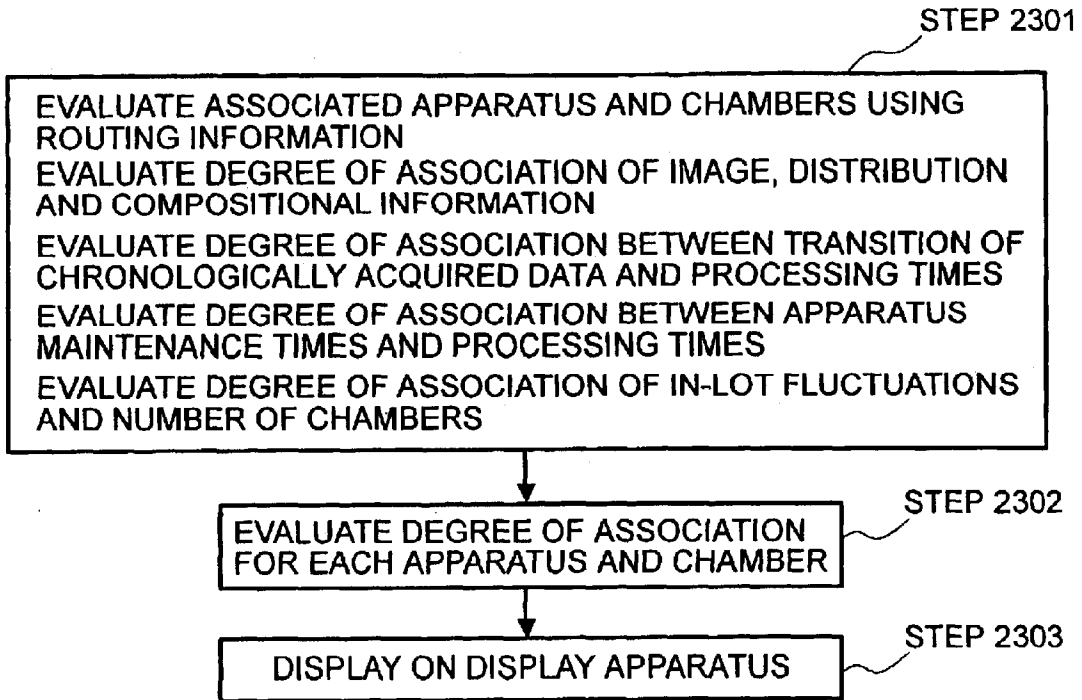 STEP 2301
EVALUATE ASSOCIATED APPARATUS AND CHAMBERS USING
ROUTING INFORMATION
EVALUATE DEGREE OF ASSOCIATION OF IMAGE, DISTRIBUTION
AND COMPOSITIONAL INFORMATION
EVALUATE DEGREE OF ASSOCIATION BETWEEN TRANSITION OF
CHRONOLOGICALLY ACQUIRED DATA AND PROCESSING TIMES
EVALUATE DEGREE OF ASSOCIATION BETWEEN APPARATUS
MAINTENANCE TIMES AND PROCESSING TIMES
EVALUATE DEGREE OF ASSOCIATION OF IN-LOT FLUCTUATIONS
AND NUMBER OF CHAMBERS
STEP 2302
EVALUATE DEGREE OF ASSOCIATION
FOR EACH APPARATUS AND CHAMBER
STEP 2303
DISPLAY ON DISPLAY APPARATUS